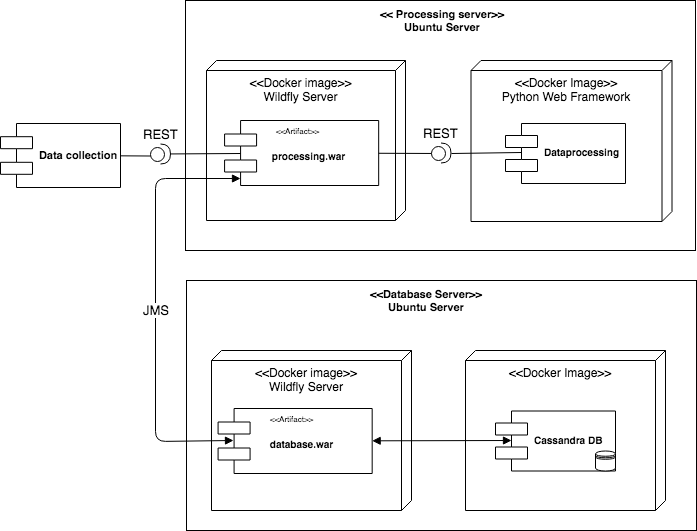 << Processing server>>
Ubuntu Server
<<Docker image>>
Wildfly Server
<<Docker Image>>
Python Web Framework
REST
<<Artifact>>
processing.war
REST
Dataprocessing
Data collection
JMS
<<Database Server>>
Ubuntu Server
<<Docker image>>
Wildfly Server
<<Docker Image>>
<<Artifact>>
database.war
Cassandra DB